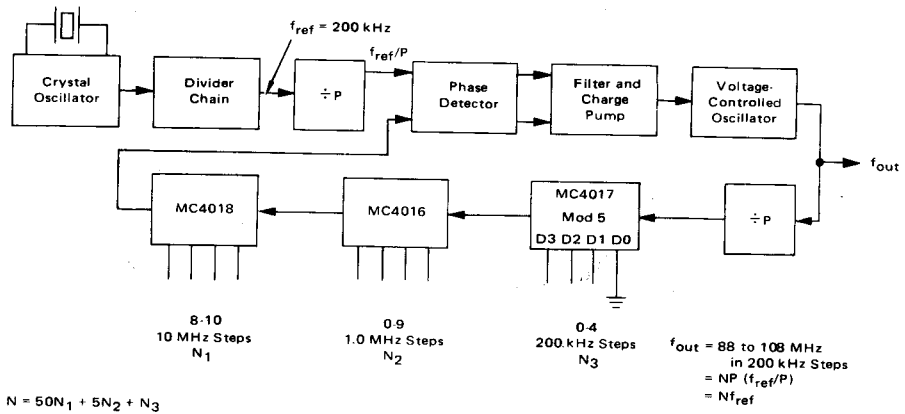 f_ref = 200 kHz
f_ref/P
Crystal
Oscillator
Divider
Chain
÷P
Phase
Detector
Filter and
Charge
Pump
Voltage-
Controlled
Oscillator
f_out
MC4018
MC4016
MC4017
Mod 5
D3 D2 D1 D0
÷P
8-10
10 MHz Steps
N₁
0-9
1.0 MHz Steps
N₂
0-4
200 kHz Steps
N₃
f_out = 88 to 108 MHz
in 200 kHz Steps
= NP (f_ref/P)
= Nf_ref
N = 50N₁ + 5N₂ + N₃